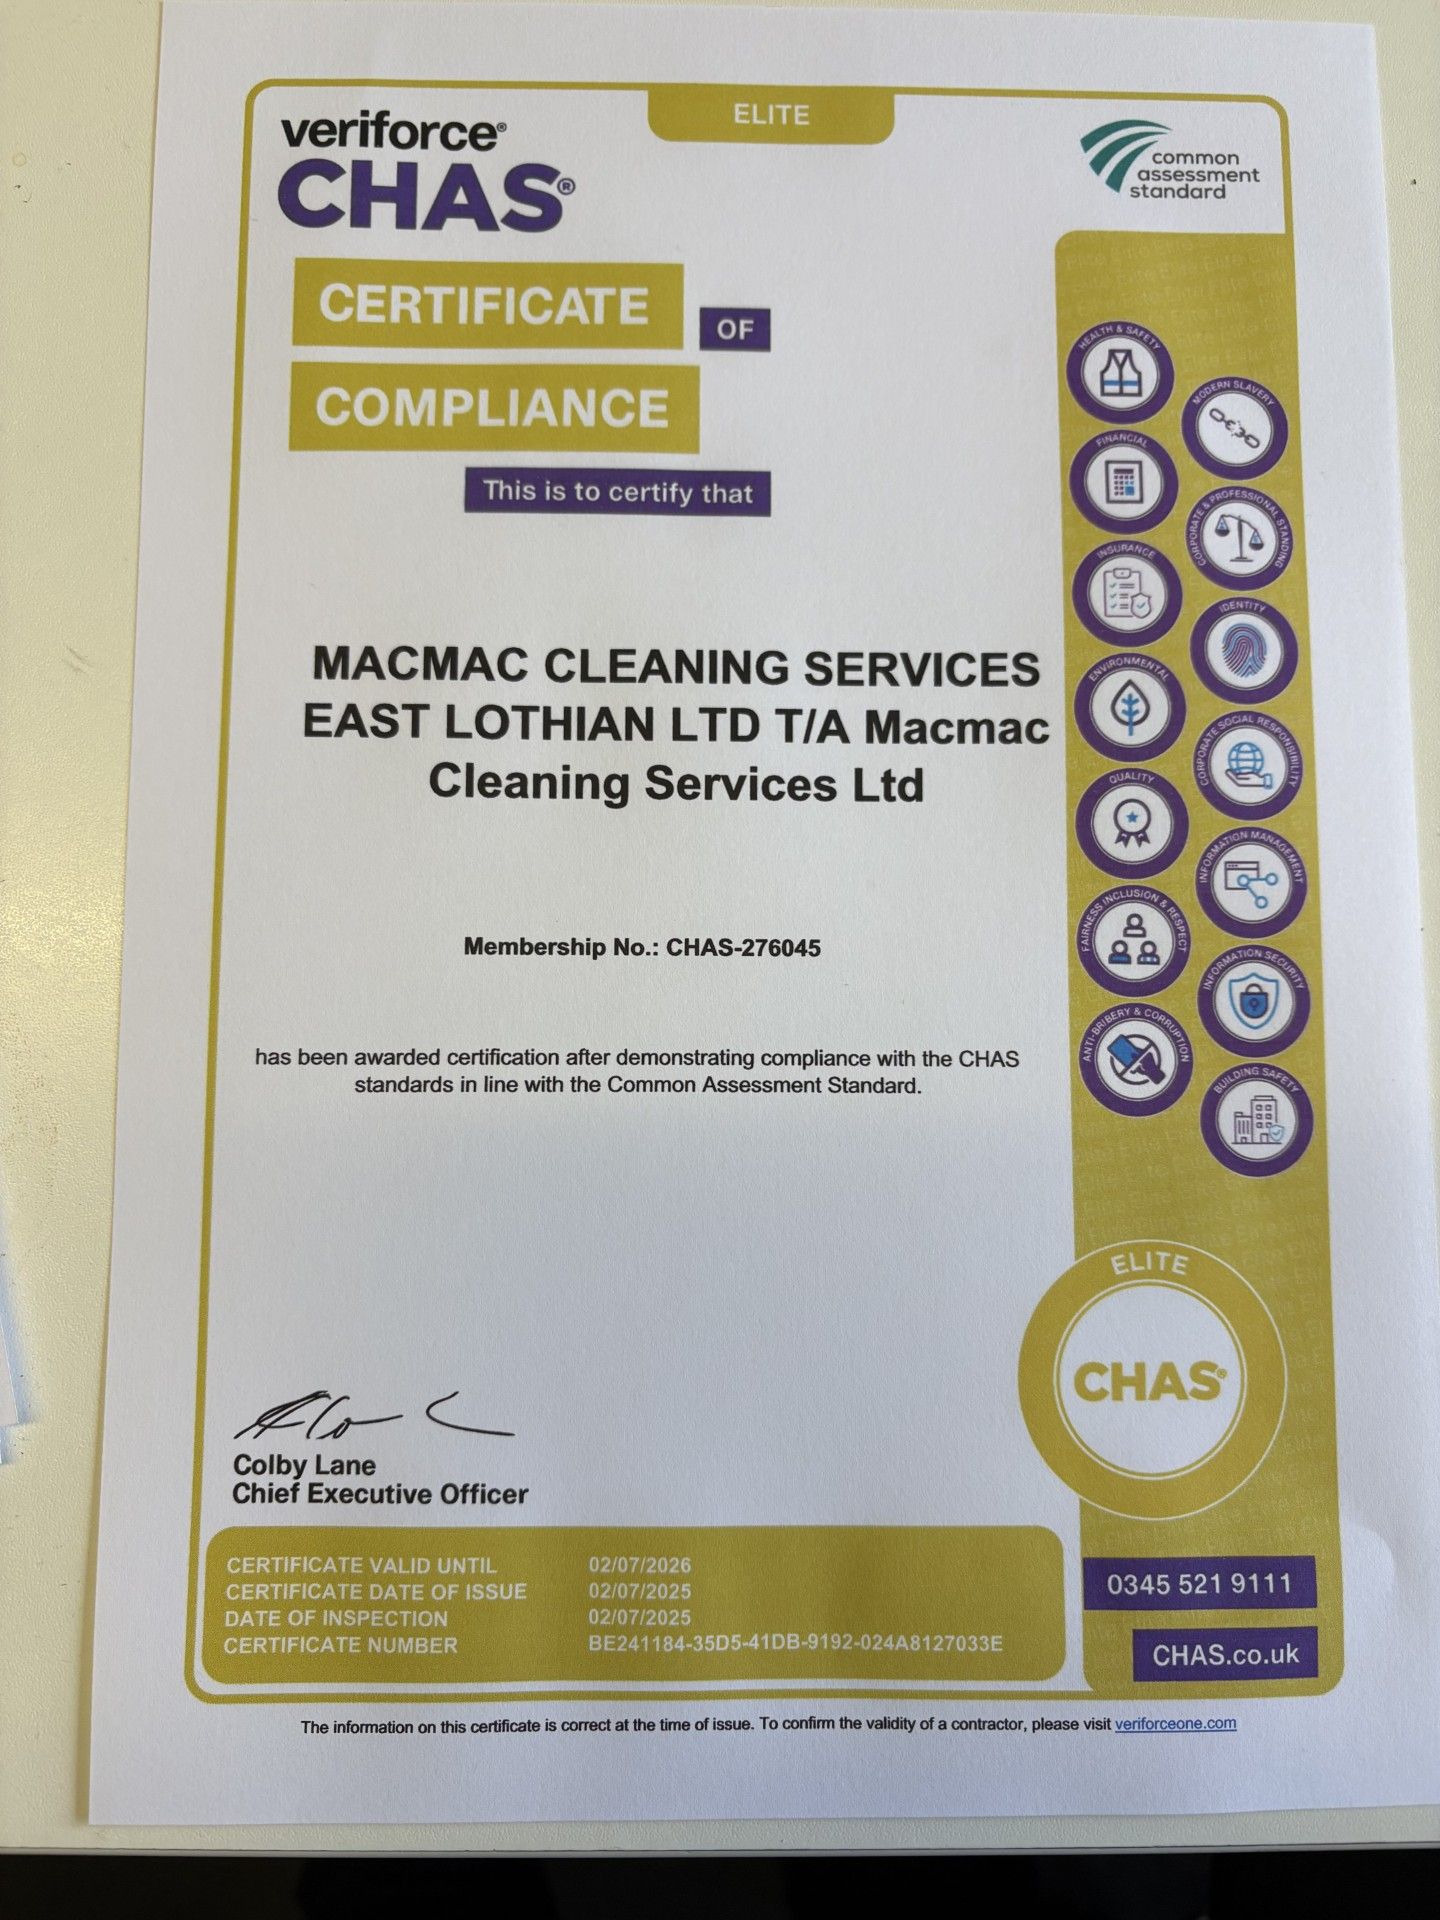 ELITE
veriforce®
CHAS®
common
assessment
standard
CERTIFICATE
OF
COMPLIANCE
This is to certify that
MACMAC CLEANING SERVICES
EAST LOTHIAN LTD T/A Macmac
Cleaning Services Ltd
Membership No.: CHAS-276045
has been awarded certification after demonstrating compliance with the CHAS
standards in line with the Common Assessment Standard.
HEALTH & SAFETY
MODERN SLAVERY
FINANCIAL
CORPORATE & PROFESSIONAL STANDING
INSURANCE
IDENTITY
ENVIRONMENTAL
CORPORATE SOCIAL RESPONSIBILITY
QUALITY
INFORMATION MANAGEMENT
FAIRNESS INCLUSION & RESPECT
INFORMATION SECURITY
ANTI-BRIBERY & CORRUPTION
BUILDING SAFETY
ELITE
CHAS®
Colby Lane
Chief Executive Officer
CERTIFICATE VALID UNTIL 02/07/2026
CERTIFICATE DATE OF ISSUE 02/07/2025
DATE OF INSPECTION 02/07/2025
CERTIFICATE NUMBER BE241184-35D5-41DB-9192-024A8127033E
0345 521 9111
CHAS.co.uk
The information on this certificate is correct at the time of issue. To confirm the validity of a contractor, please visit veriforceone.com